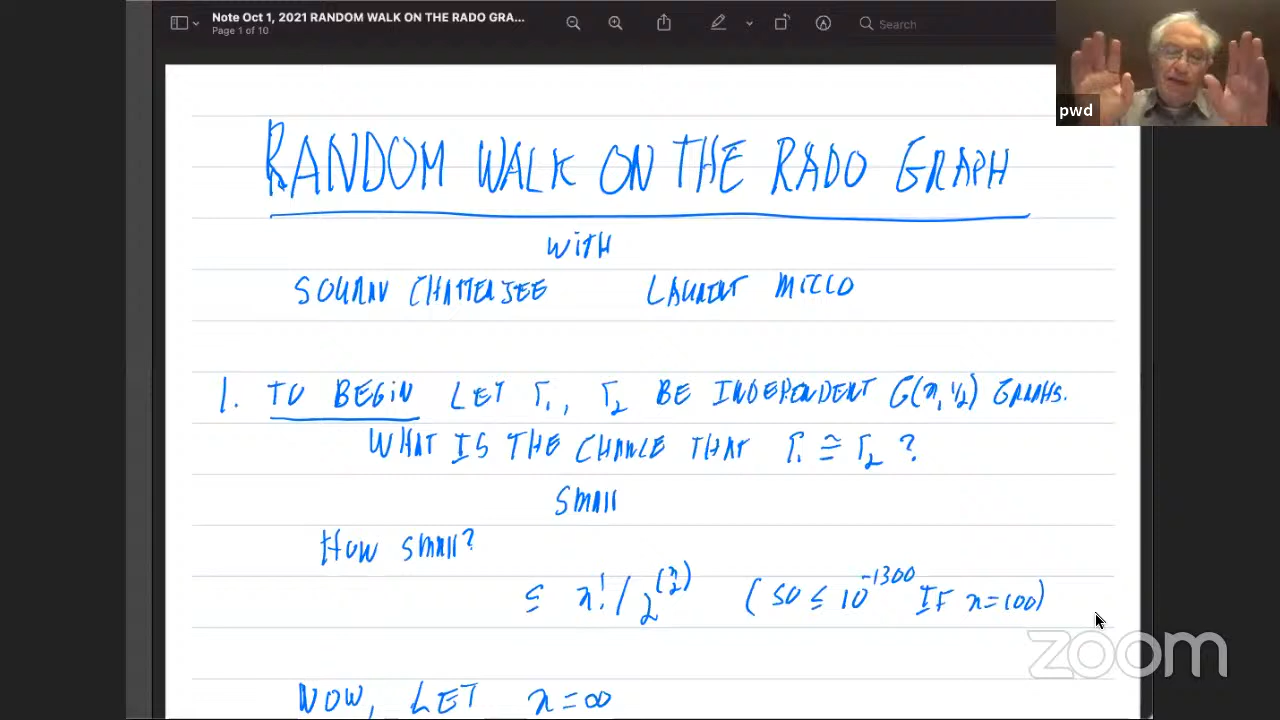 Note Oct 1, 2021 RANDOM WALK ON THE RADO GRA...
Page 1 of 10
Search
pwd
RANDOM WALK ON THE RADO GRAPH
WITH
SOURAV CHATTERJEE LAURENT MICLO
1. TO BEGIN LET Γ₁, Γ₂ BE INDEPENDENT G(n, 1/2) GRAPHS.
WHAT IS THE CHANCE THAT Γ₁ ≅ Γ₂ ?
SMALL
HOW SMALL?
≤ n! / 2^(n 2) (SO ≤ 10^-1300 IF n=100)
zoom
NOW, LET n=∞